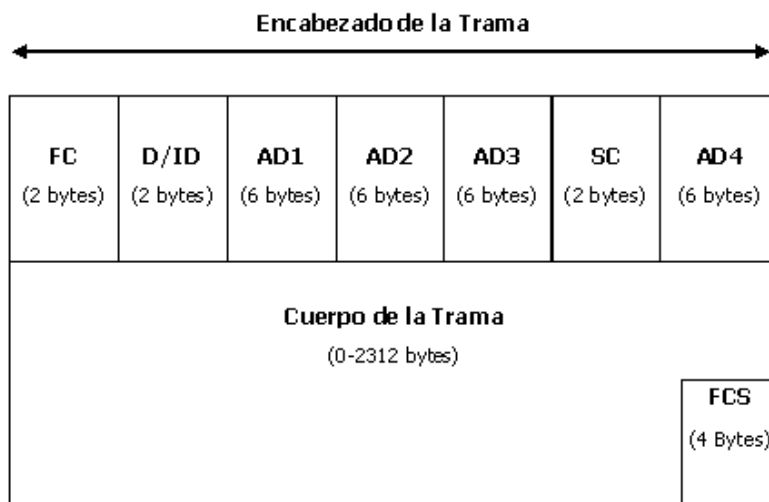 Encabezado de la Trama
FC D/ID AD1 AD2 AD3 SC AD4
(2 bytes) (2 bytes) (6 bytes) (6 bytes) (6 bytes) (2 bytes) (6 bytes)
Cuerpo de la Trama
(0-2312 bytes)
FCS
(4 Bytes)